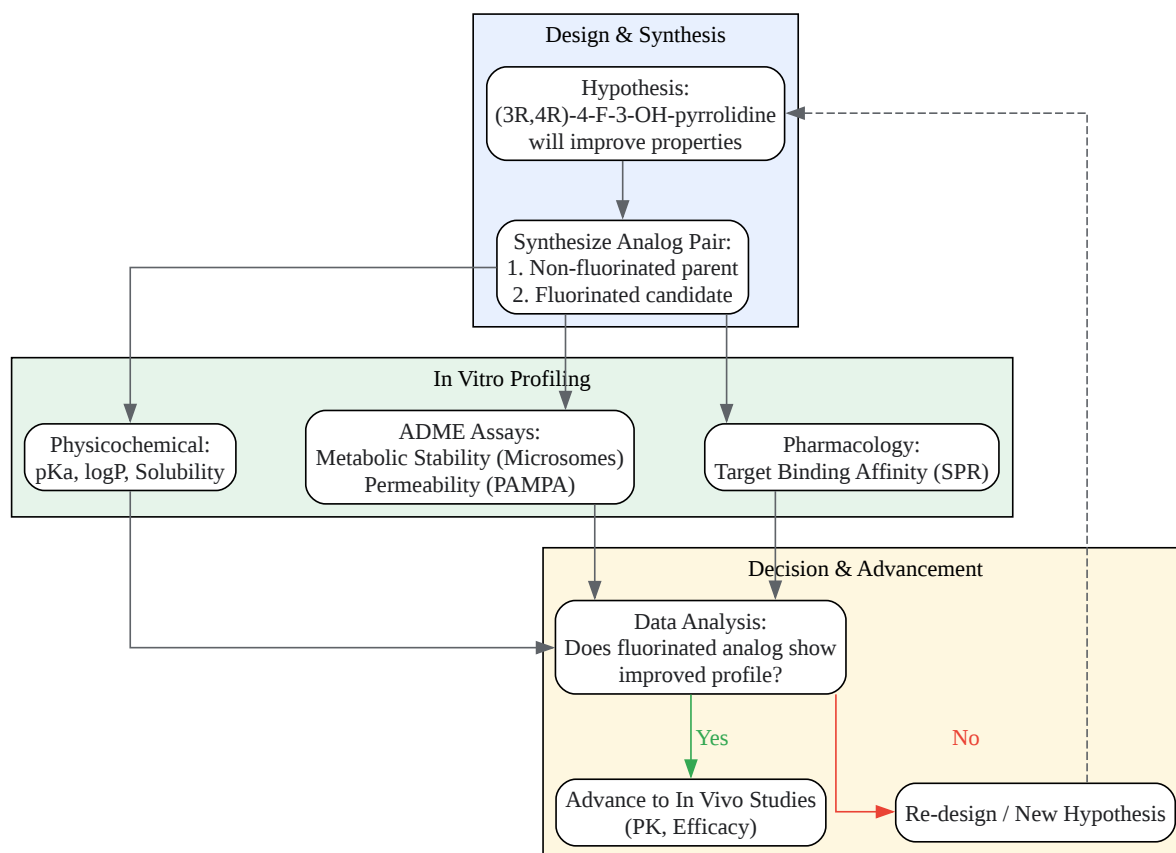 Design & Synthesis
Hypothesis:
(3R,4R)-4-F-3-OH-pyrrolidine
will improve properties
Synthesize Analog Pair:
1. Non-fluorinated parent
2. Fluorinated candidate
In Vitro Profiling
Physicochemical:
pKa, logP, Solubility
ADME Assays:
Metabolic Stability (Microsomes)
Permeability (PAMPA)
Pharmacology:
Target Binding Affinity (SPR)
Decision & Advancement
Data Analysis:
Does fluorinated analog show
improved profile?
Yes
No
Advance to In Vivo Studies
(PK, Efficacy)
Re-design / New Hypothesis